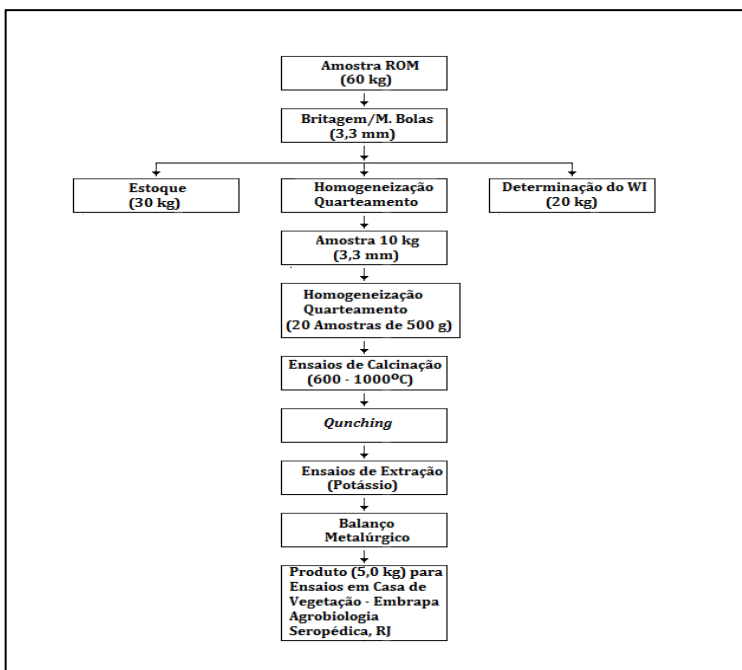 Amostra ROM
(60 kg)
Britagem/M. Bolas
(3,3 mm)
Estoque
(30 kg)
Homogeneização
Quarteamento
Determinação do WI
(20 kg)
Amostra 10 kg
(3,3 mm)
Homogeneização
Quarteamento
(20 Amostras de 500 g)
Ensaios de Calcinação
(600 - 1000ºC)
Qunching
Ensaios de Extração
(Potássio)
Balanço
Metalúrgico
Produto (5,0 kg) para
Ensaios em Casa de
Vegetação - Embrapa
Agrobiologia
Seropédica, RJ